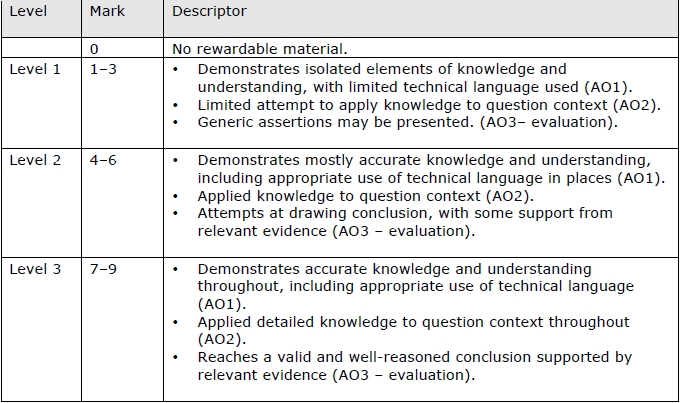 Level Mark Descriptor
0 No rewardable material.
Level 1 1–3 • Demonstrates isolated elements of knowledge and
understanding, with limited technical language used (AO1).
• Limited attempt to apply knowledge to question context (AO2).
• Generic assertions may be presented. (AO3– evaluation).
Level 2 4–6 • Demonstrates mostly accurate knowledge and understanding,
including appropriate use of technical language in places (AO1).
• Applied knowledge to question context (AO2).
• Attempts at drawing conclusion, with some support from
relevant evidence (AO3 – evaluation).
Level 3 7–9 • Demonstrates accurate knowledge and understanding
throughout, including appropriate use of technical language
(AO1).
• Applied detailed knowledge to question context throughout
(AO2).
• Reaches a valid and well-reasoned conclusion supported by
relevant evidence (AO3 – evaluation).